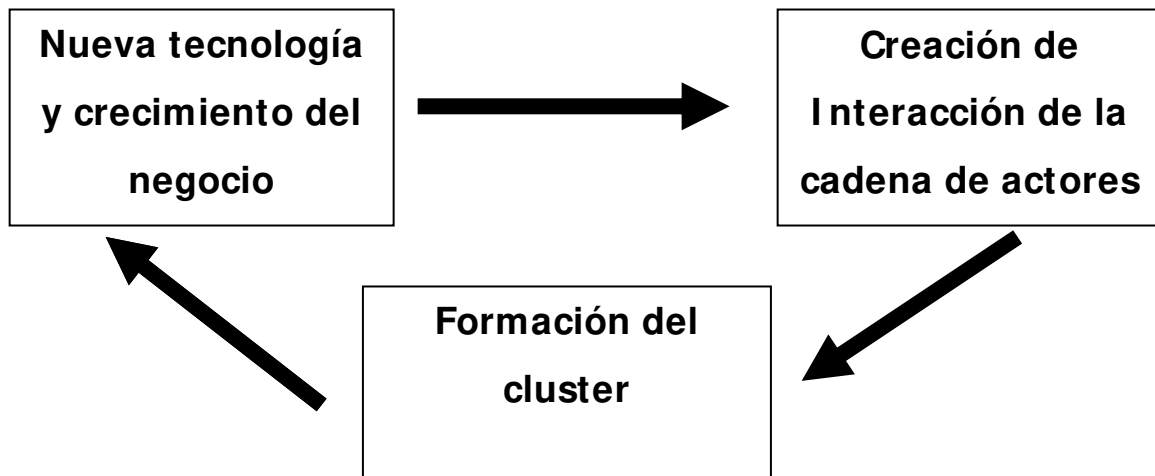 Nueva tecnología
y crecimiento del
negocio
Creación de
Interacción de la
cadena de actores
Formación del
cluster